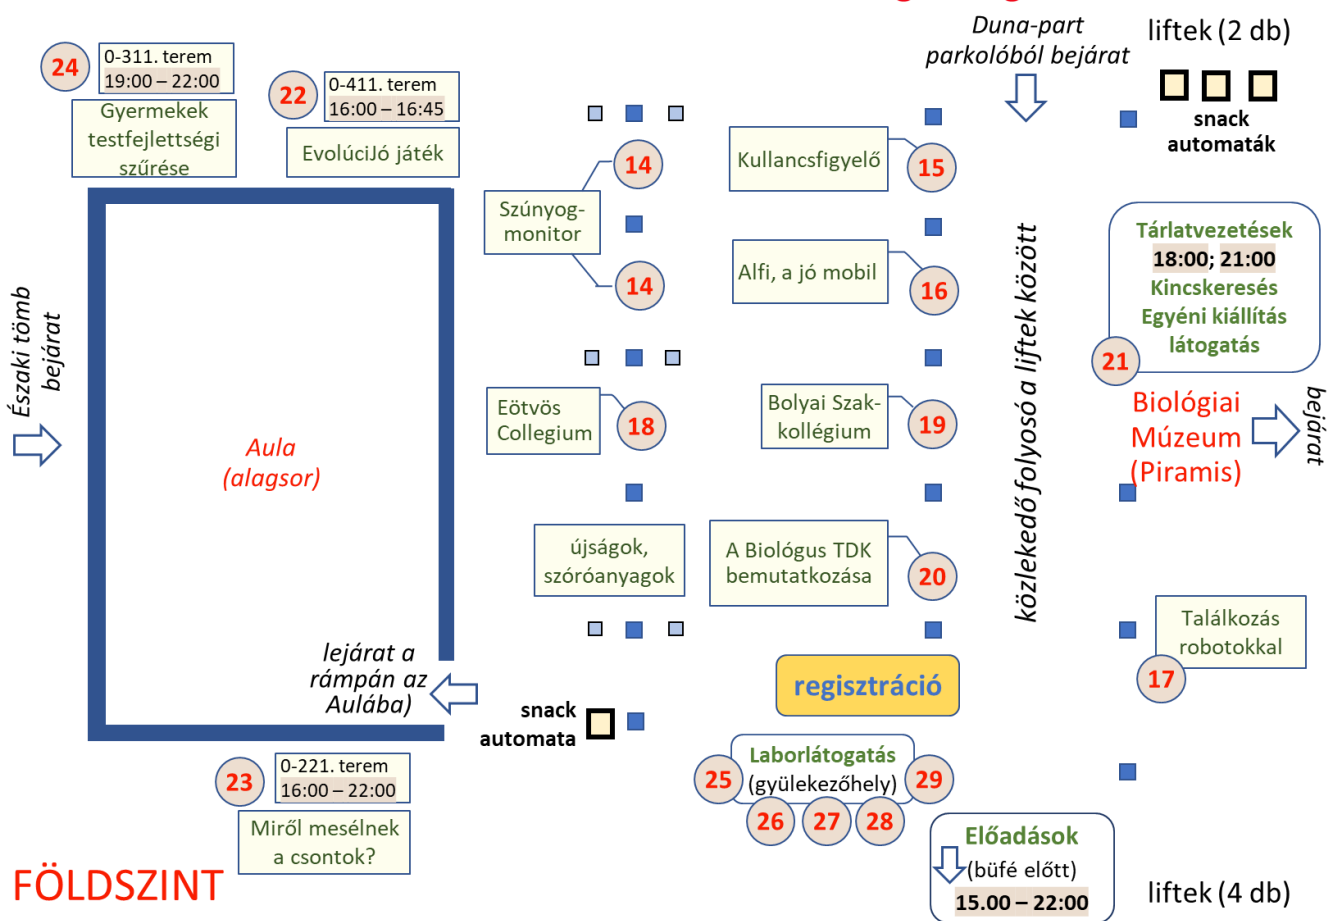 Duna-part
parkolóból bejárat
liftek (2 db)
snack
automaták
24
0-311. terem
19:00 – 22:00
Gyermekek
testfejlettségi
szűrése
22
0-411. terem
16:00 – 16:45
EvolúciJó játék
14
Szúnyog-
monitor
14
Kullancsfigyelő
15
Alfi, a jó mobil
16
közlekedő folyosó a liftek között
Tárlatvezetések
18:00; 21:00
Kincskeresés
Egyéni kiállítás
látogatás
21
Biológiai
Múzeum
(Piramis)
bejárat
Északi tömb
bejárat
Aula
(alagsor)
Eötvös
Collegium
18
Bolyai Szak-
kollégium
19
újságok,
szóróanyagok
A Biológus TDK
bemutatkozása
20
Találkozás
robotokkal
17
lejárat a
rámpán az
Aulába)
snack
automata
regisztráció
23
0-221. terem
16:00 – 22:00
Miről mesélnek
a csontok?
Laborlátogatás
(gyülekezőhely)
25
26
27
28
29
Előadások
(büfé előtt)
15.00 – 22:00
FÖLDSZINT
liftek (4 db)